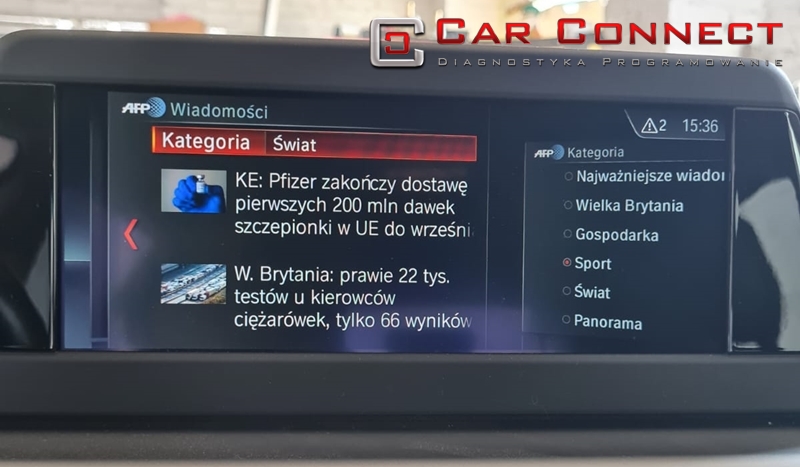 CAR CONNECT
DIAGNOSTYKA PROGRAMOWANIE
AFP Wiadomości
2 15:36
Kategoria Świat
KE: Pfizer zakończy dostawę
pierwszych 200 mln dawek
szczepionki w UE do wrześni
W. Brytania: prawie 22 tys.
testów u kierowców
ciężarówek, tylko 66 wyników
AFP Kategoria
Najważniejsze wiador
Wielka Brytania
Gospodarka
Sport
Świat
Panorama